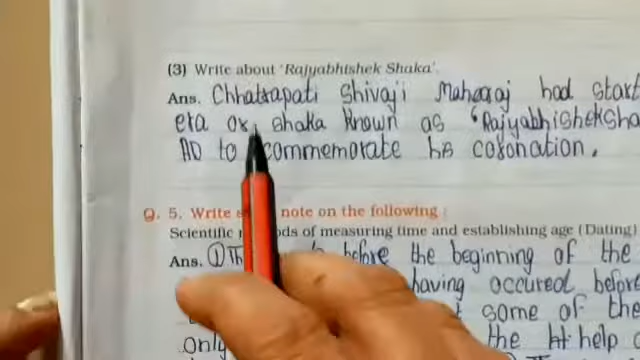 (3) Write about 'Rajyabhishek Shaka'.
Ans. Chhatrapati Shivaji Maharaj had start
era or shaka known as 'Rajyabhisheksha
AD to commemorate his coronation.
Q. 5. Write note on the following :
Scientific of measuring time and establishing age (Dating)
Ans. ① before the beginning of the
having occured before
some of the
only the help